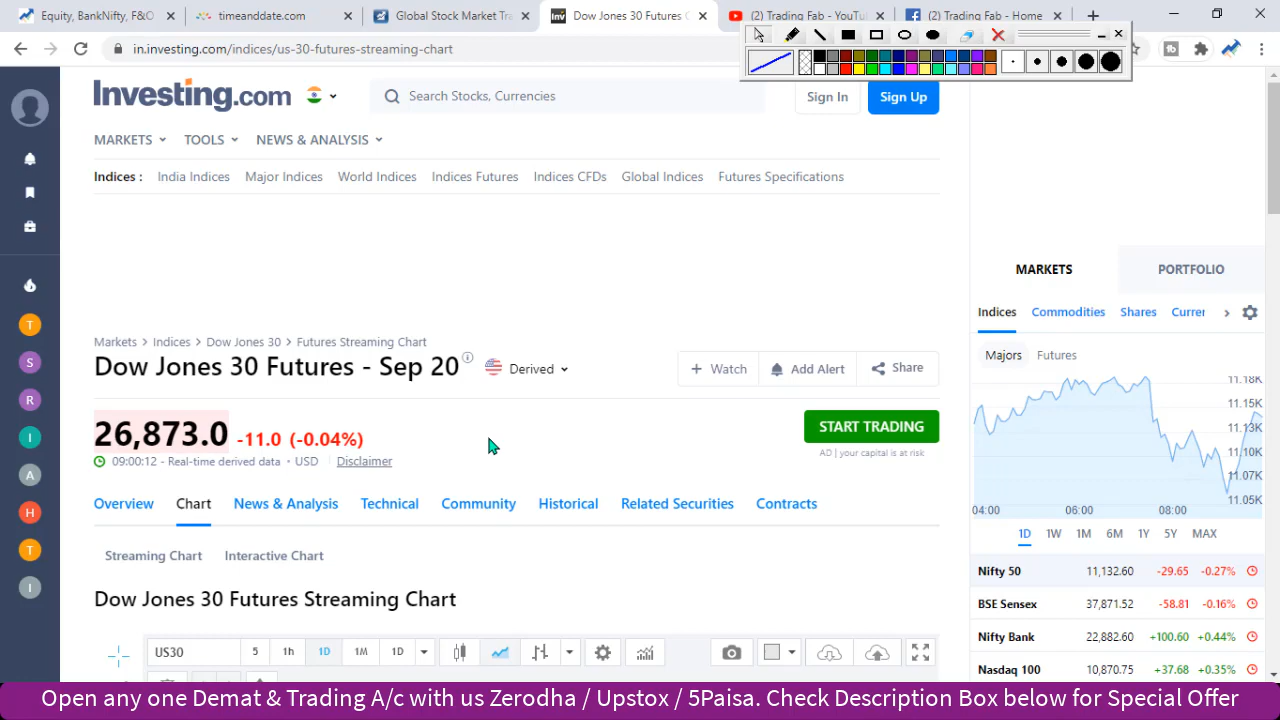 Equity, BankNifty, F&O
timeanddate.com
Global Stock Market Tra
Dow Jones 30 Futures C
(2) Trading Fab - YouTu
(2) Trading Fab - Home
in.investing.com/indices/us-30-futures-streaming-chart
Investing.com
Search Stocks, Currencies
Sign In
Sign Up
MARKETS
TOOLS
NEWS & ANALYSIS
Indices :
India Indices
Major Indices
World Indices
Indices Futures
Indices CFDs
Global Indices
Futures Specifications
Markets > Indices > Dow Jones 30 > Futures Streaming Chart
Dow Jones 30 Futures - Sep 20
Derived
+ Watch
Add Alert
Share
26,873.0 -11.0 (-0.04%)
START TRADING
AD | your capital is at risk
09:00:12 - Real-time derived data • USD
Disclaimer
Overview
Chart
News & Analysis
Technical
Community
Historical
Related Securities
Contracts
Streaming Chart
Interactive Chart
Dow Jones 30 Futures Streaming Chart
US30
5
1h
1D
1M
1D
MARKETS
PORTFOLIO
Indices
Commodities
Shares
Currer
Majors
Futures
11.18K
11.15K
11.13K
11.10K
11.07K
11.05K
04:00
06:00
08:00
1D
1W
1M
6M
1Y
5Y
MAX
Nifty 50 11,132.60 -29.65 -0.27%
BSE Sensex 37,871.52 -58.81 -0.16%
Nifty Bank 22,882.60 +100.60 +0.44%
Nasdaq 100 10,870.75 +37.68 +0.35%
T
S
R
I
A
H
T
I
Open any one Demat & Trading A/c with us Zerodha / Upstox / 5Paisa. Check Description Box below for Special Offer